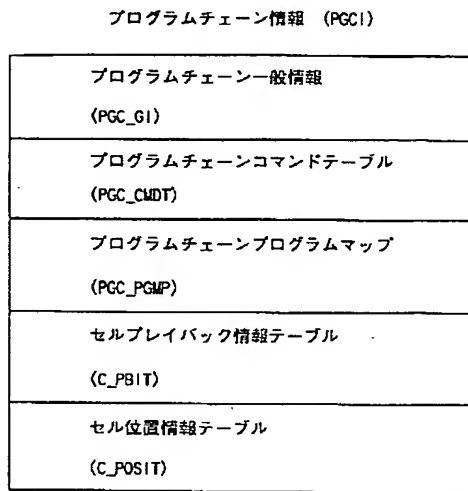 プログラムチェーン情報 (PGCI)
プログラムチェーン一般情報
(PGC_GI)
プログラムチェーンコマンドテーブル
(PGC_CMDT)
プログラムチェーンプログラムマップ
(PGC_PGMP)
セルプレイバック情報テーブル
(C_PBIT)
セル位置情報テーブル
(C_POSIT)